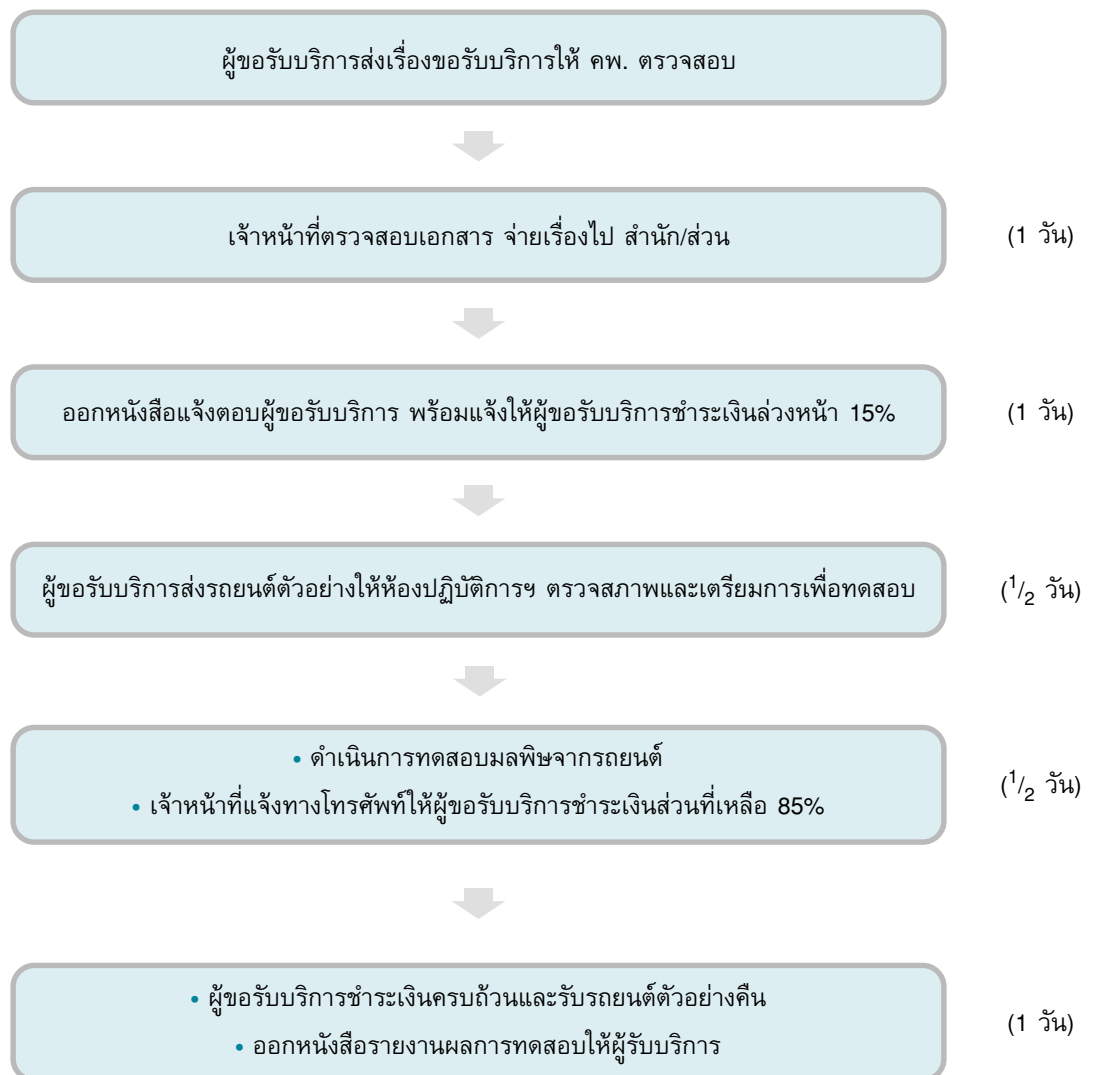 ผู้ขอรับบริการส่งเรื่องขอรับบริการให้ คพ. ตรวจสอบ
เจ้าหน้าที่ตรวจสอบเอกสาร จ่ายเรื่องไป สำนัก/ส่วน
(1 วัน)
ออกหนังสือแจ้งตอบผู้ขอรับบริการ พร้อมแจ้งให้ผู้ขอรับบริการชำระเงินล่วงหน้า 15%
(1 วัน)
ผู้ขอรับบริการส่งรถยนต์ตัวอย่างให้ห้องปฏิบัติการฯ ตรวจสภาพและเตรียมการเพื่อทดสอบ
(1/2 วัน)
• ดำเนินการทดสอบมลพิษจากรถยนต์
• เจ้าหน้าที่แจ้งทางโทรศัพท์ให้ผู้ขอรับบริการชำระเงินส่วนที่เหลือ 85%
(1/2 วัน)
• ผู้ขอรับบริการชำระเงินครบถ้วนและรับรถยนต์ตัวอย่างคืน
• ออกหนังสือรายงานผลการทดสอบให้ผู้รับบริการ
(1 วัน)